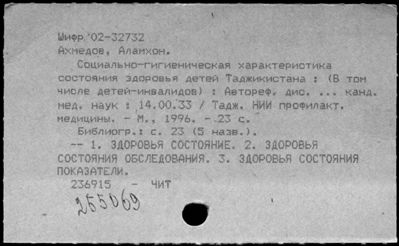 Шифр 02-32732
Ахмедов, Аламхон.
Социально-гигиеническая характеристика
состояния здоровья детей Таджикистана : (В том
числе детей-инвалидов) : Автореф. дис. ... канд.
мед. наук : 14.00.33 / Тадж. НИИ профилакт.
медицины. - М., 1996. - 23 с.
Библиогр.: с. 23 (5 назв.).
-- 1. ЗДОРОВЬЯ СОСТОЯНИЕ. 2. ЗДОРОВЬЯ
СОСТОЯНИЯ ОБСЛЕДОВАНИЯ. 3. ЗДОРОВЬЯ СОСТОЯНИЯ
ПОКАЗАТЕЛИ.
236915 - ЧИТ
255069